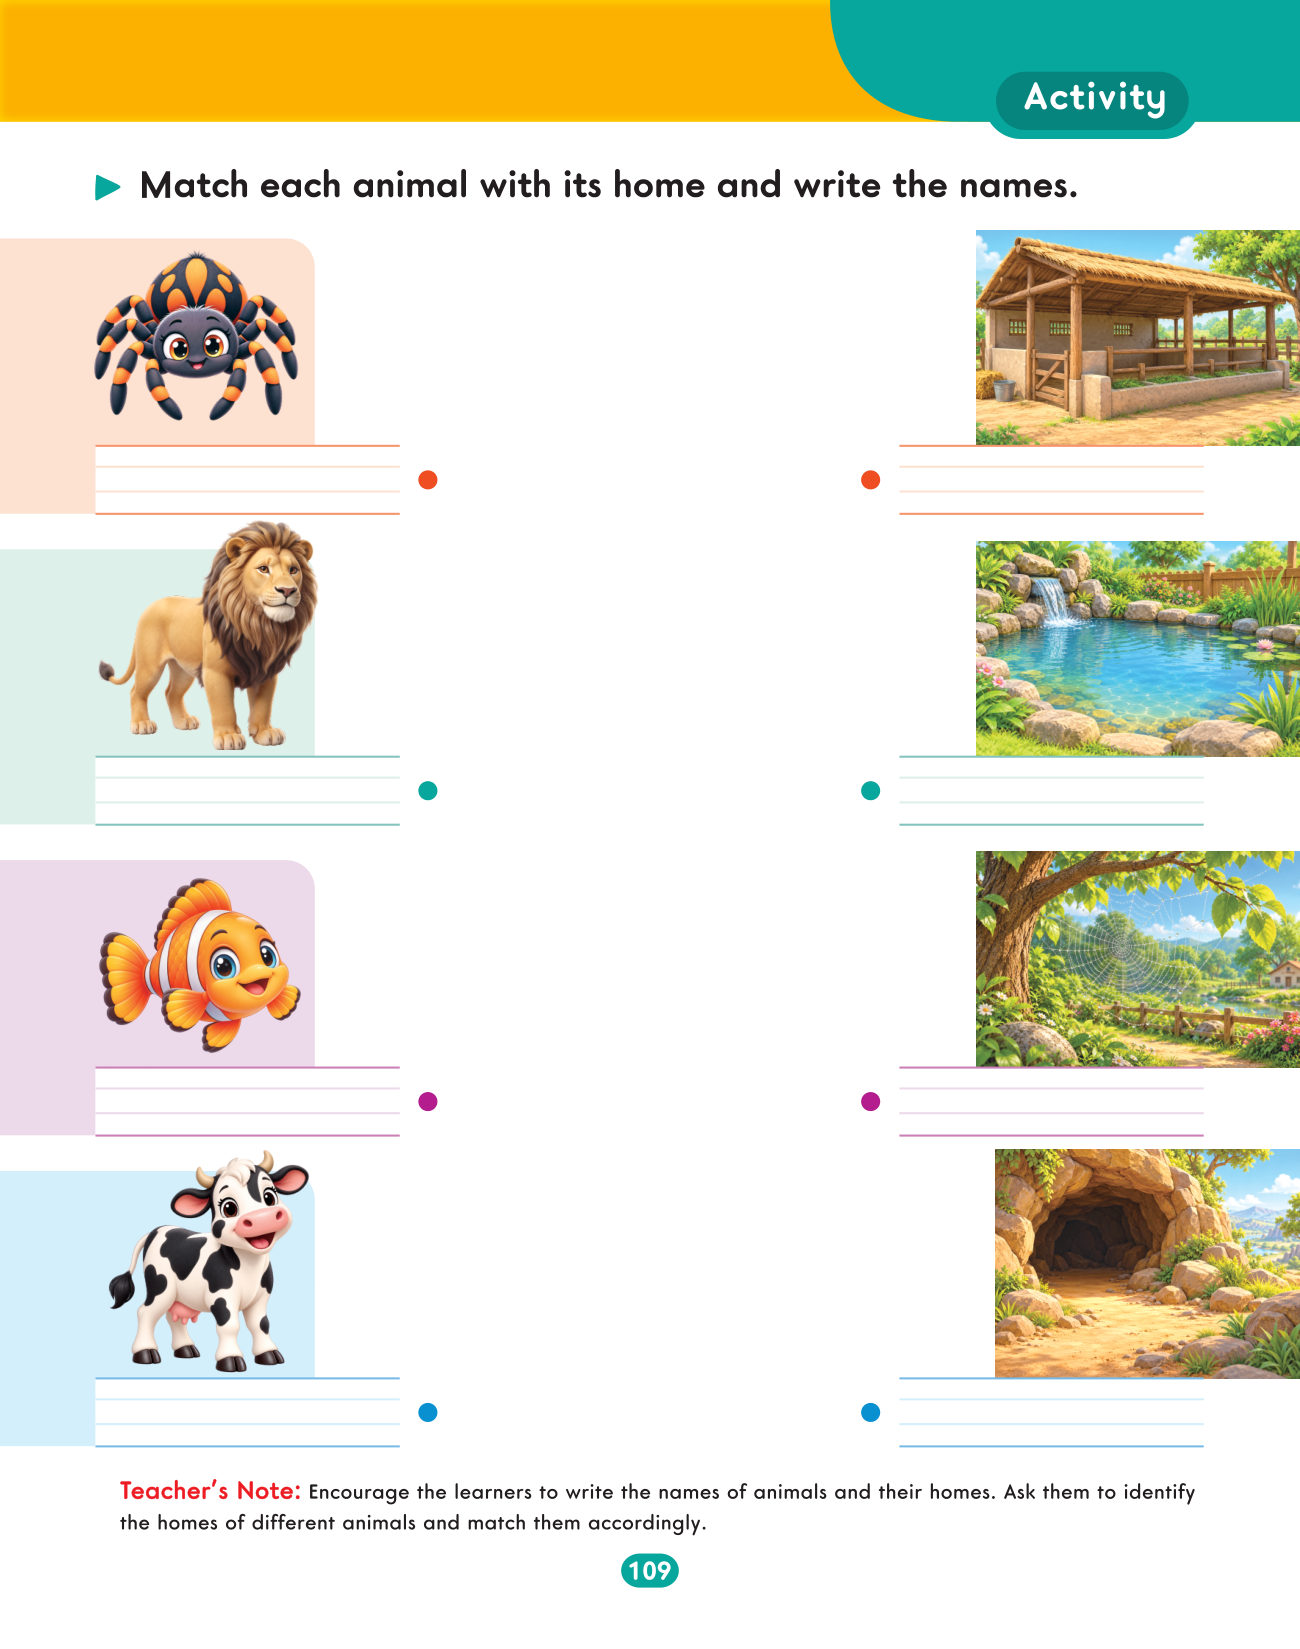 Activity
Match each animal with its home and write the names.
Teacher's Note: Encourage the learners to write the names of animals and their homes. Ask them to identify
the homes of different animals and match them accordingly.
109